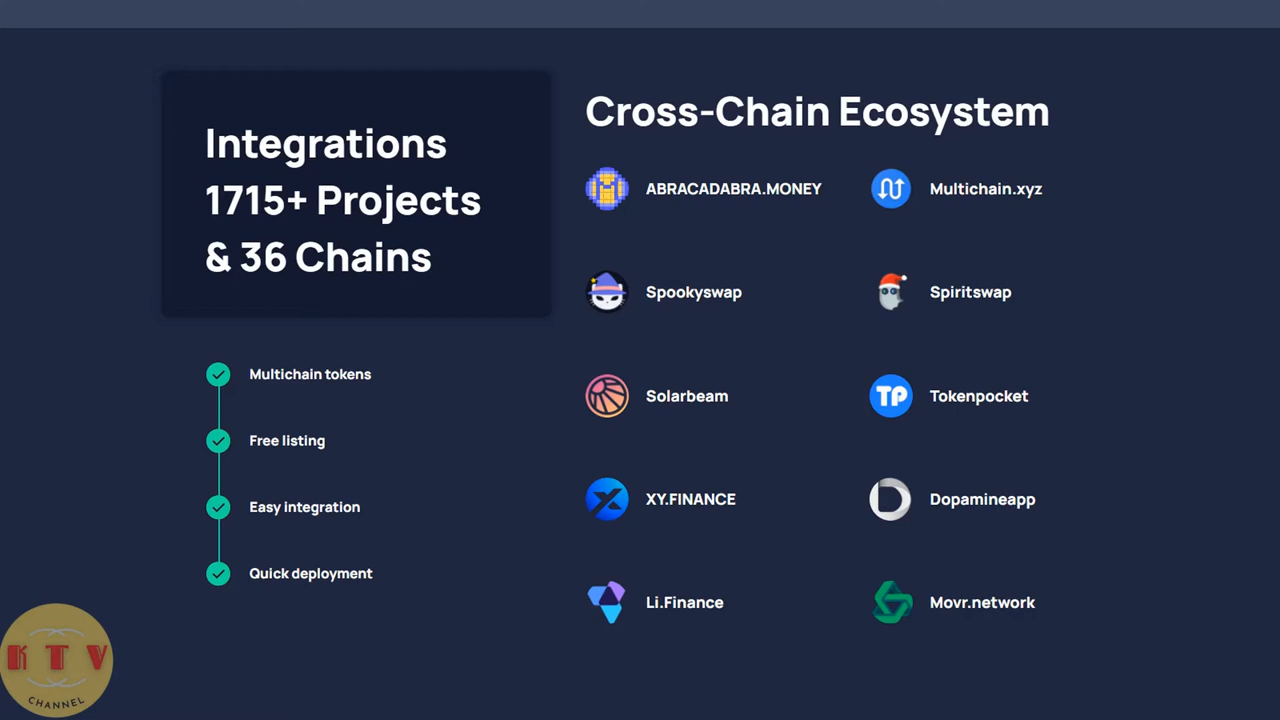 Integrations
1715+ Projects
& 36 Chains
Multichain tokens
Free listing
Easy integration
Quick deployment
Cross-Chain Ecosystem
ABRACADABRA.MONEY
Multichain.xyz
Spookyswap
Spiritswap
Solarbeam
TP
Tokenpocket
XY.FINANCE
Dopamineapp
Li.Finance
Movr.network
KTV
CHANNEL